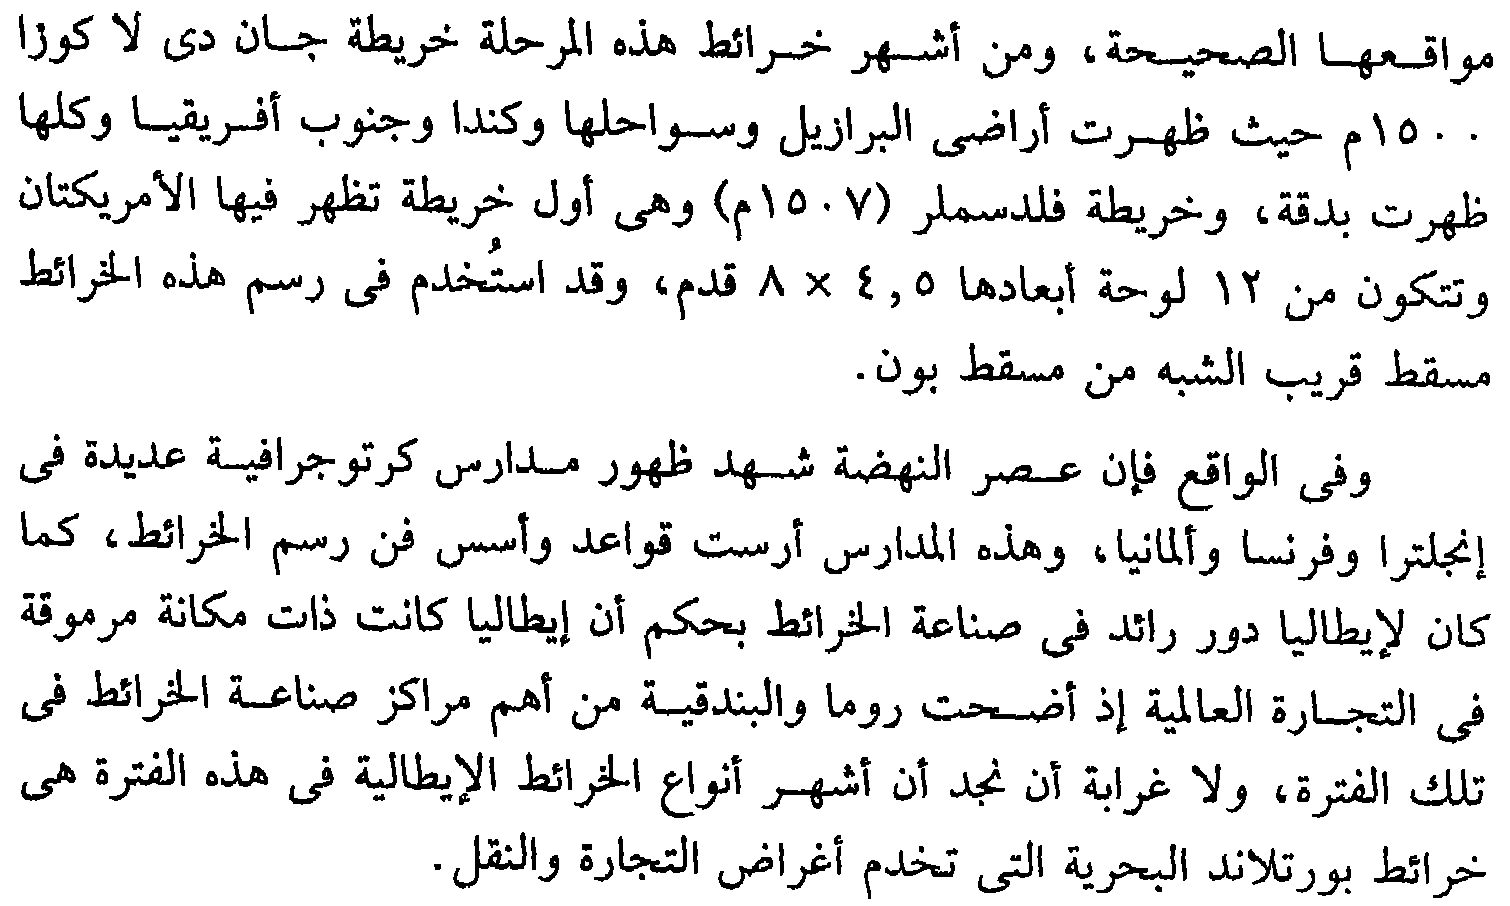 مواقعها الصحيحة، ومن أشهر خرائط هذه المرحلة خريطة جان دى لا كوزا
١٥٠٠م حيث ظهرت أراضى البرازيل وسواحلها وكندا وجنوب أفريقيا وكلها
ظهرت بدقة، وخريطة فلدسملر (١٥٠٧م) وهى أول خريطة تظهر فيها الأمريكتان
وتتكون من ١٢ لوحة أبعادها ٤,٥ × ٨ قدم، وقد استُخدم فى رسم هذه الخرائط
مسقط قريب الشبه من مسقط بون.
وفى الواقع فإن عصر النهضة شهد ظهور مدارس كرتوجرافية عديدة فى
إنجلترا وفرنسا وألمانيا، وهذه المدارس أرست قواعد وأسس فن رسم الخرائط، كما
كان لإيطاليا دور رائد فى صناعة الخرائط بحكم أن إيطاليا كانت ذات مكانة مرموقة
فى التجارة العالمية إذ أضحت روما والبندقية من أهم مراكز صناعة الخرائط فى
تلك الفترة، ولا غرابة أن نجد أن أشهر أنواع الخرائط الإيطالية فى هذه الفترة هى
خرائط بورتلاند البحرية التى تخدم أغراض التجارة والنقل.